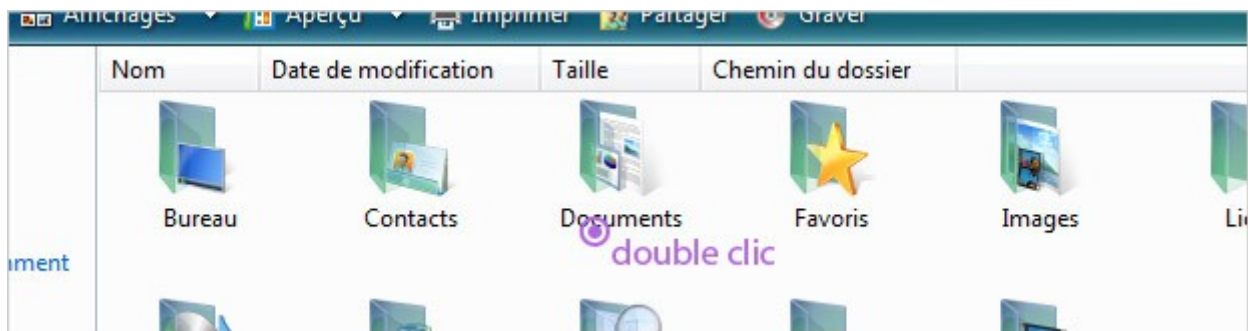 Affichages Aperçu Imprimer Partager Graver
Nom Date de modification Taille Chemin du dossier
Bureau Contacts Documents Favoris Images
double clic